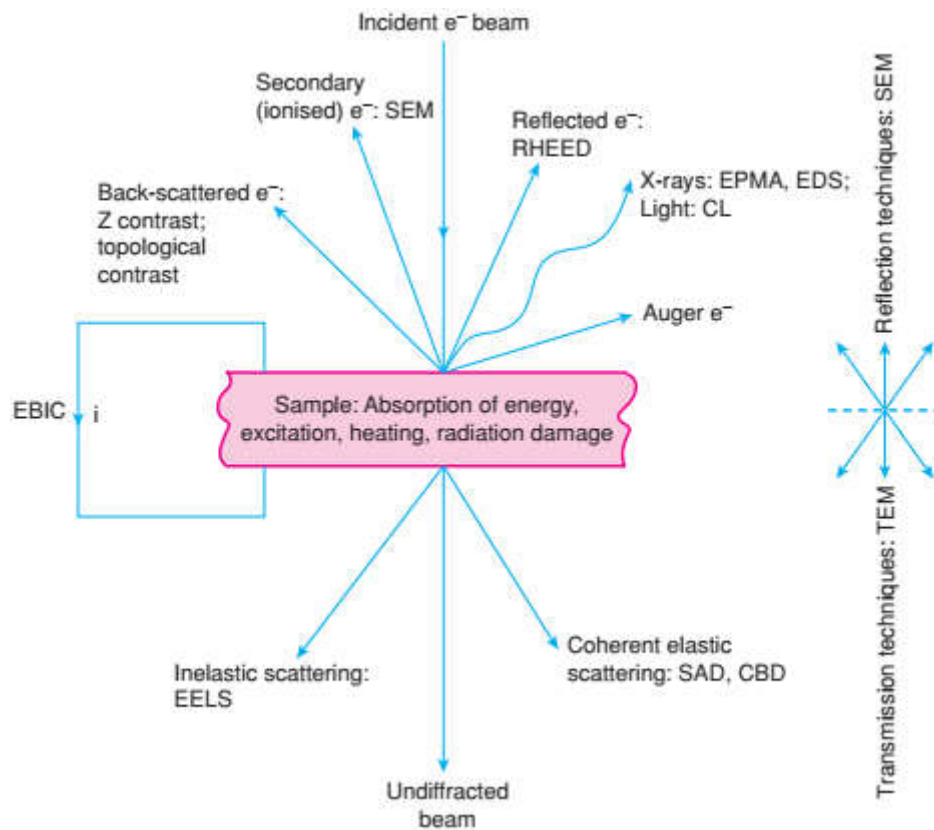 Incident e– beam
Secondary
(ionised) e–: SEM
Reflected e–:
RHEED
X-rays: EPMA, EDS;
Light: CL
Back-scattered e–:
Z contrast;
topological
contrast
Auger e–
EBIC
i
Sample: Absorption of energy,
excitation, heating, radiation damage
Inelastic scattering:
EELS
Coherent elastic
scattering: SAD, CBD
Undiffracted
beam
Reflection techniques: SEM
Transmission techniques: TEM